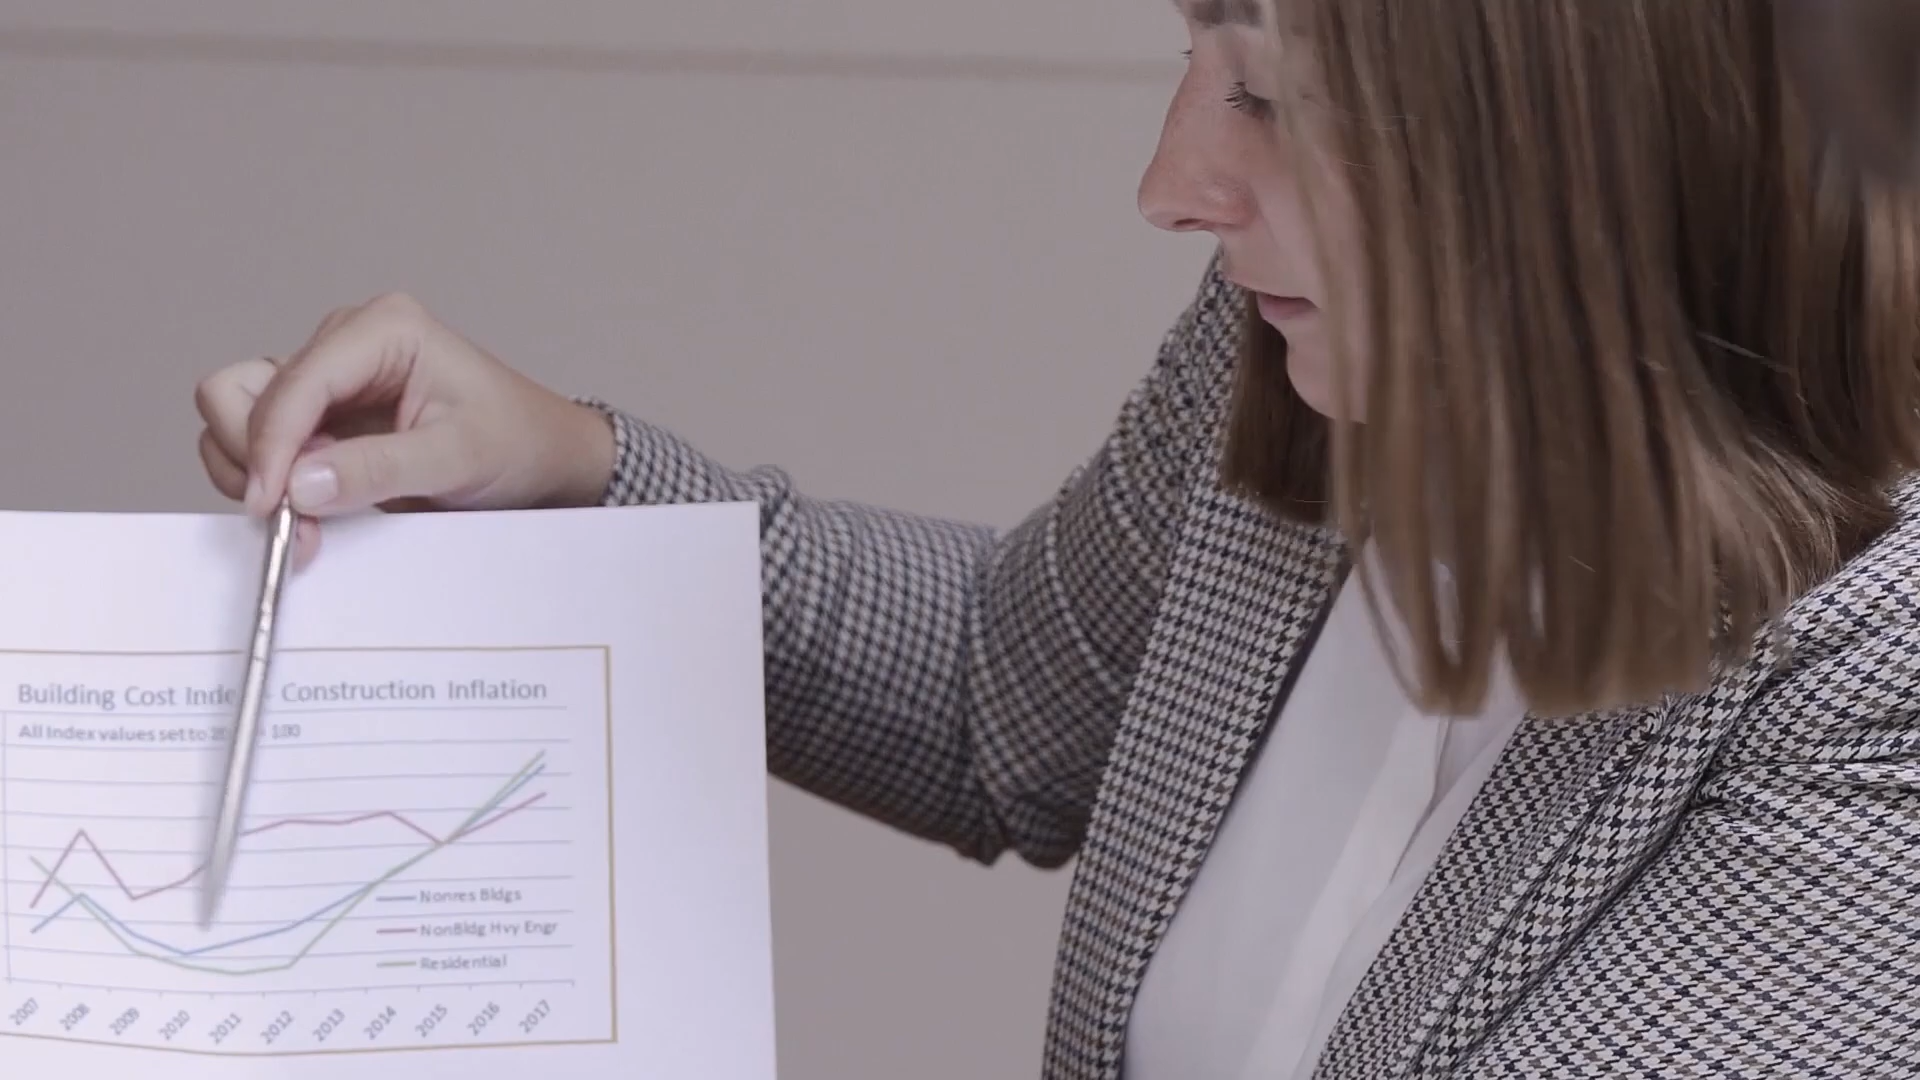 Building Cost Inde Construction Inflation
All Index values set to 20 100
Nonres Bldgs
NonBldg Hvy Engr
Residential
2007 2008 2009 2010 2011 2012 2013 2014 2015 2016 2017